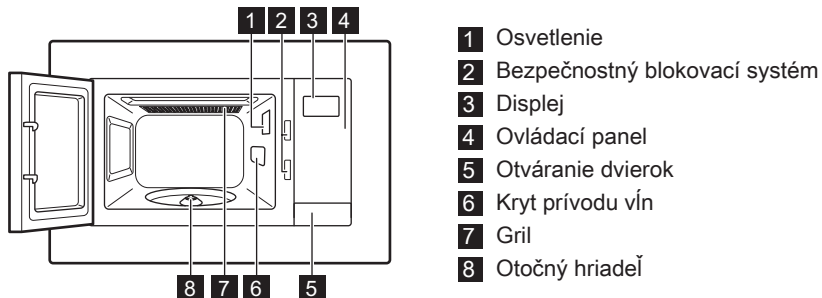 1 2 3 4
8 7 6 5
1 Osvetlenie
2 Bezpečnostný blokovací systém
3 Displej
4 Ovládací panel
5 Otváranie dvierok
6 Kryt prívodu vĺn
7 Gril
8 Otočný hriadeĺ